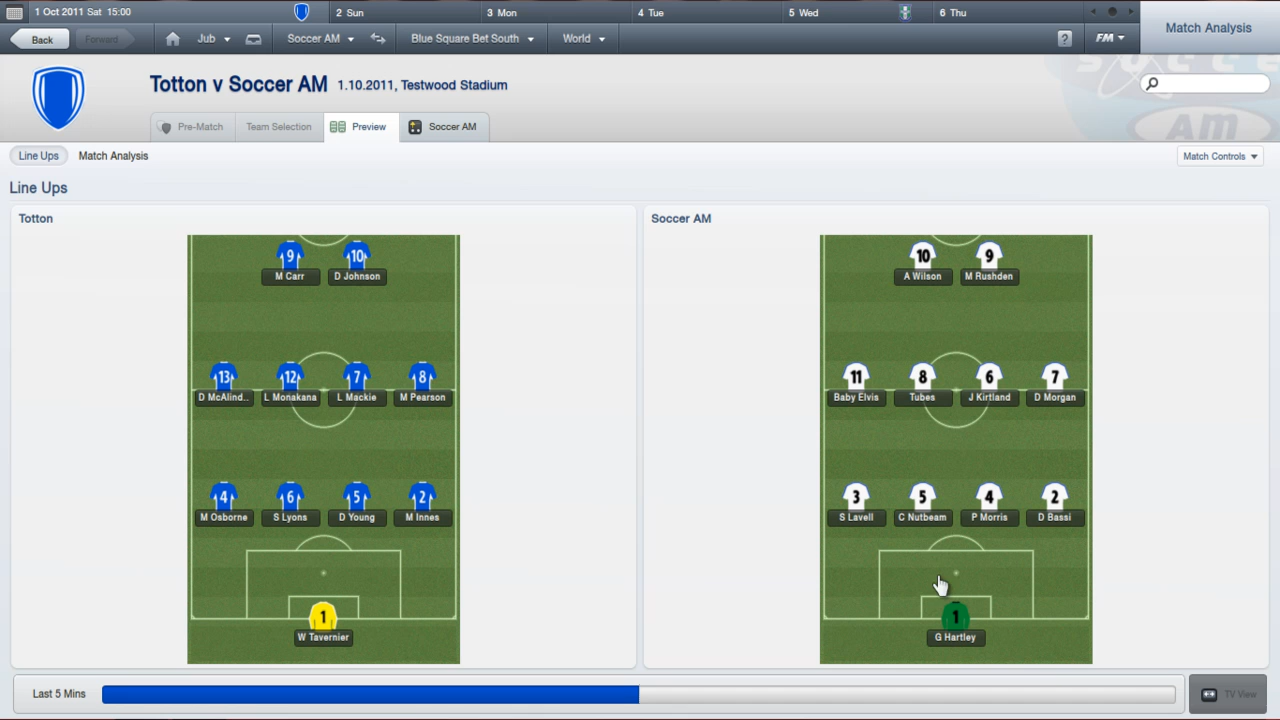 1 Oct 2011 Sat 15:00 2 Sun 3 Mon 4 Tue 5 Wed 6 Thu
Match Analysis
Back Forward Jub Soccer AM Blue Square Bet South World ? FM
Totton v Soccer AM 1.10.2011, Testwood Stadium
AM
Pre-Match Team Selection Preview Soccer AM
Line Ups Match Analysis Match Controls
Line Ups
Totton
9 10
M Carr D Johnson
13 12 7 8
D McAlind.. L Monakana L Mackie M Pearson
4 6 5 2
M Osborne S Lyons D Young M Innes
1
W Tavernier
Soccer AM
10 9
A Wilson M Rushden
11 8 6 7
Baby Elvis Tubes J Kirtland D Morgan
3 5 4 2
S Lavell C Nutbeam P Morris D Bassi
1
G Hartley
Last 5 Mins TV View